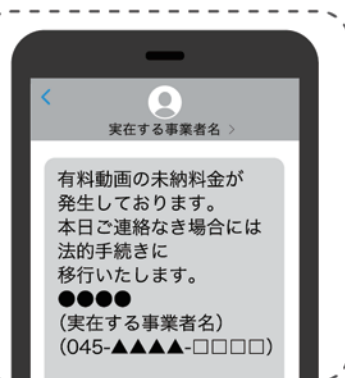 実在する事業者名 >
有料動画の未納料金が
発生しております。
本日ご連絡なき場合には
法的手続きに
移行いたします。
●●●●
(実在する事業者名)
(045-▲▲▲▲-□□□□)